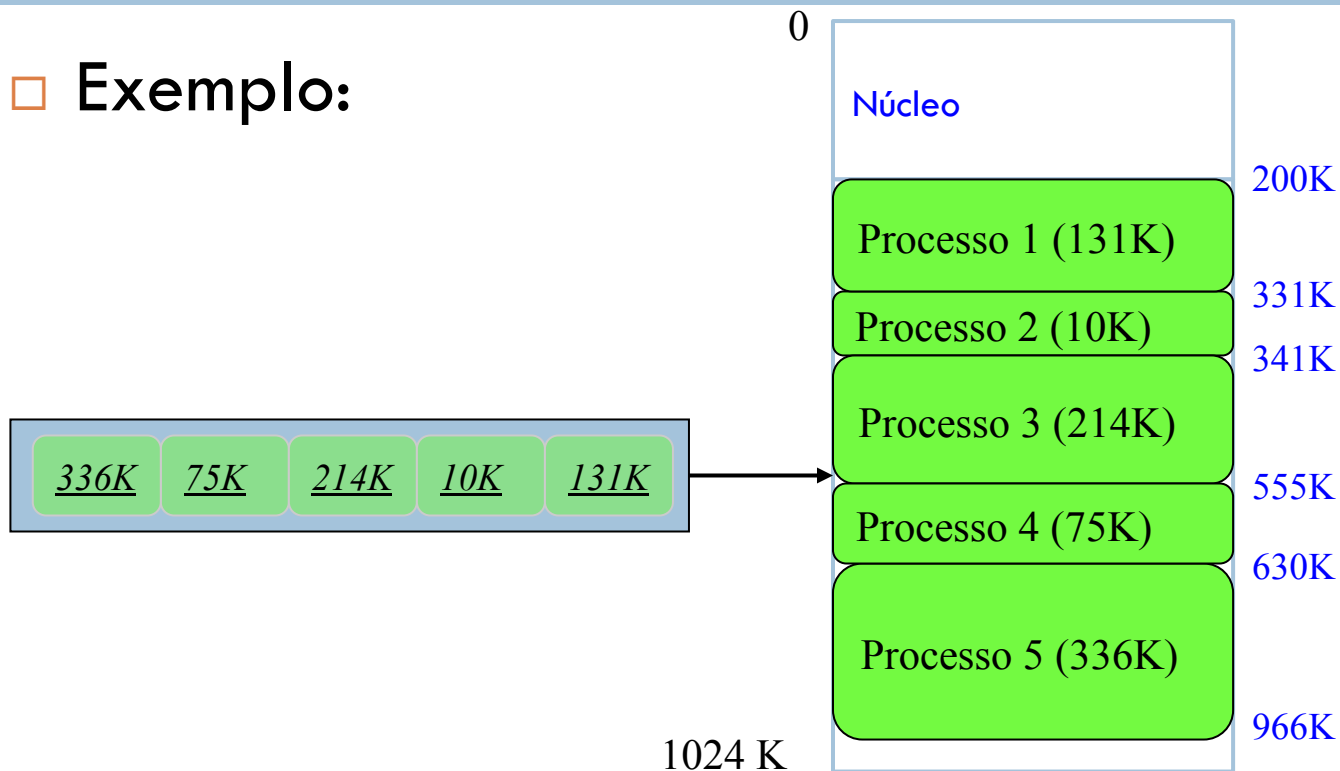 0
Exemplo:
Núcleo
200K
Processo 1 (131K)
331K
Processo 2 (10K)
341K
Processo 3 (214K)
336K 75K 214K 10K 131K
555K
Processo 4 (75K)
630K
Processo 5 (336K)
966K
1024 K